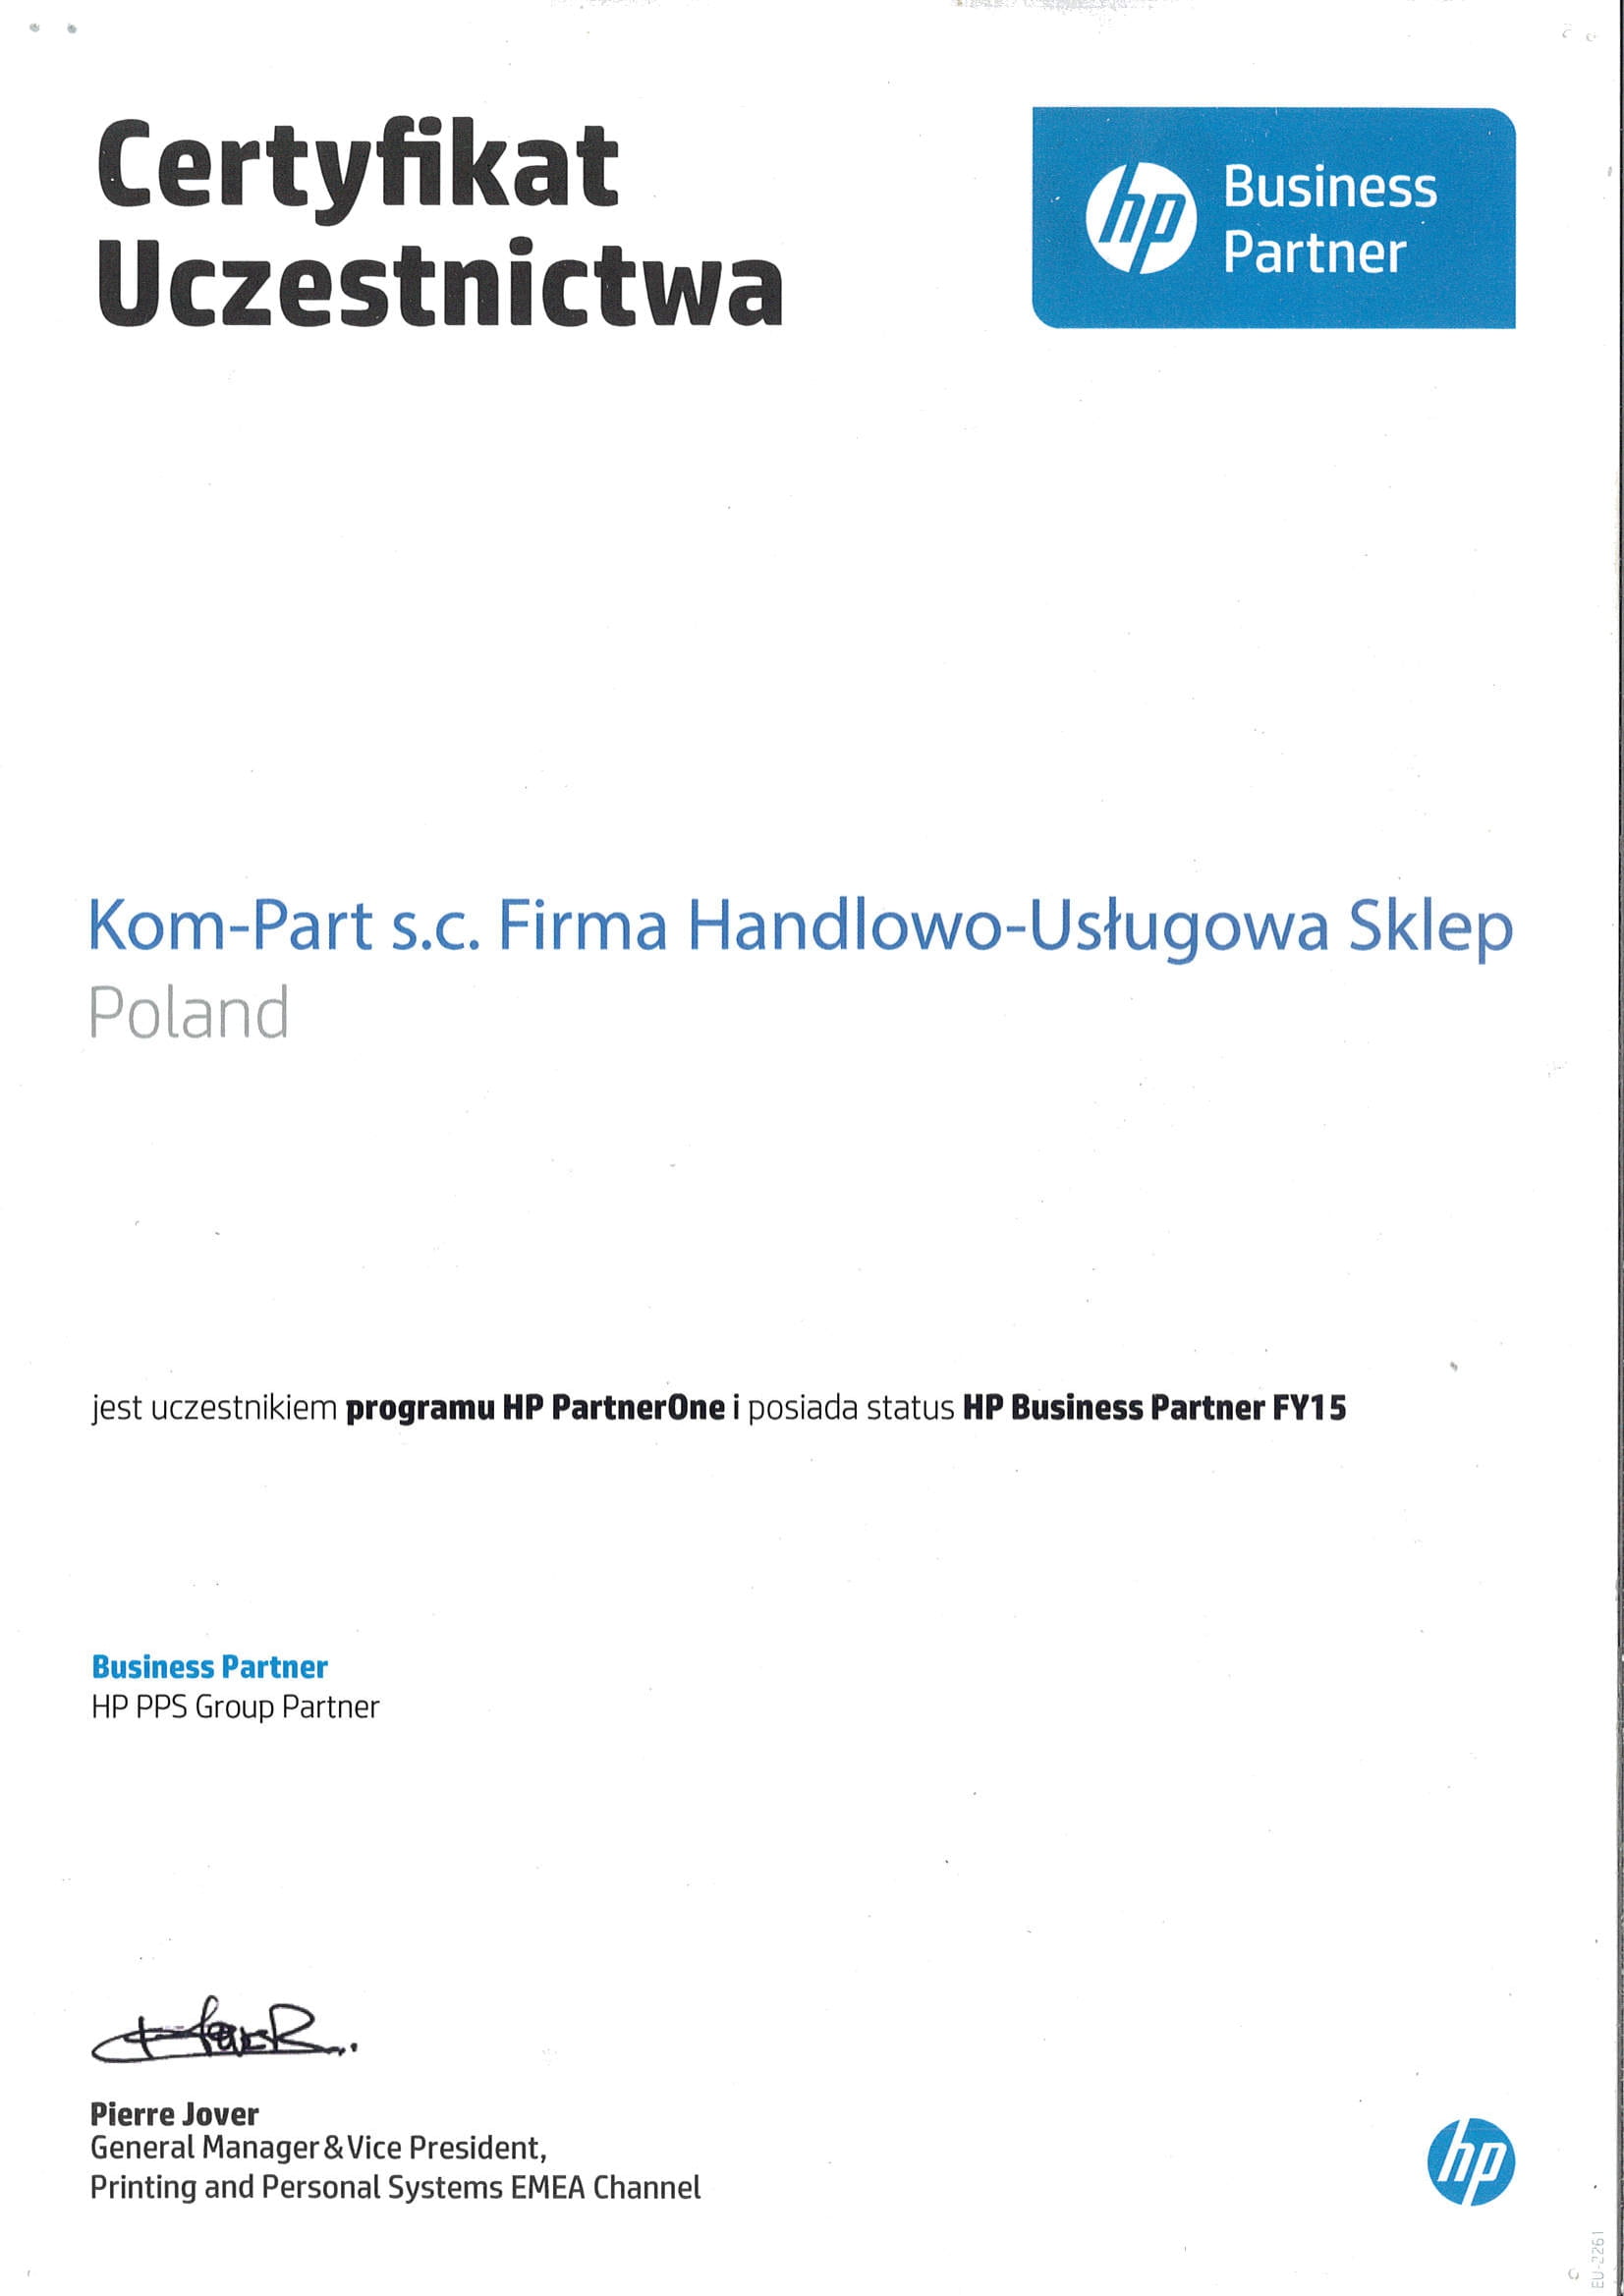 Certyfikat
Uczestnictwa
hp Business
Partner
Kom-Part s.c. Firma Handlowo-Usługowa Sklep
Poland
jest uczestnikiem programu HP PartnerOne i posiada status HP Business Partner FY15
Business Partner
HP PPS Group Partner
Pierre Jover
General Manager & Vice President,
Printing and Personal Systems EMEA Channel
hp
EU-2261